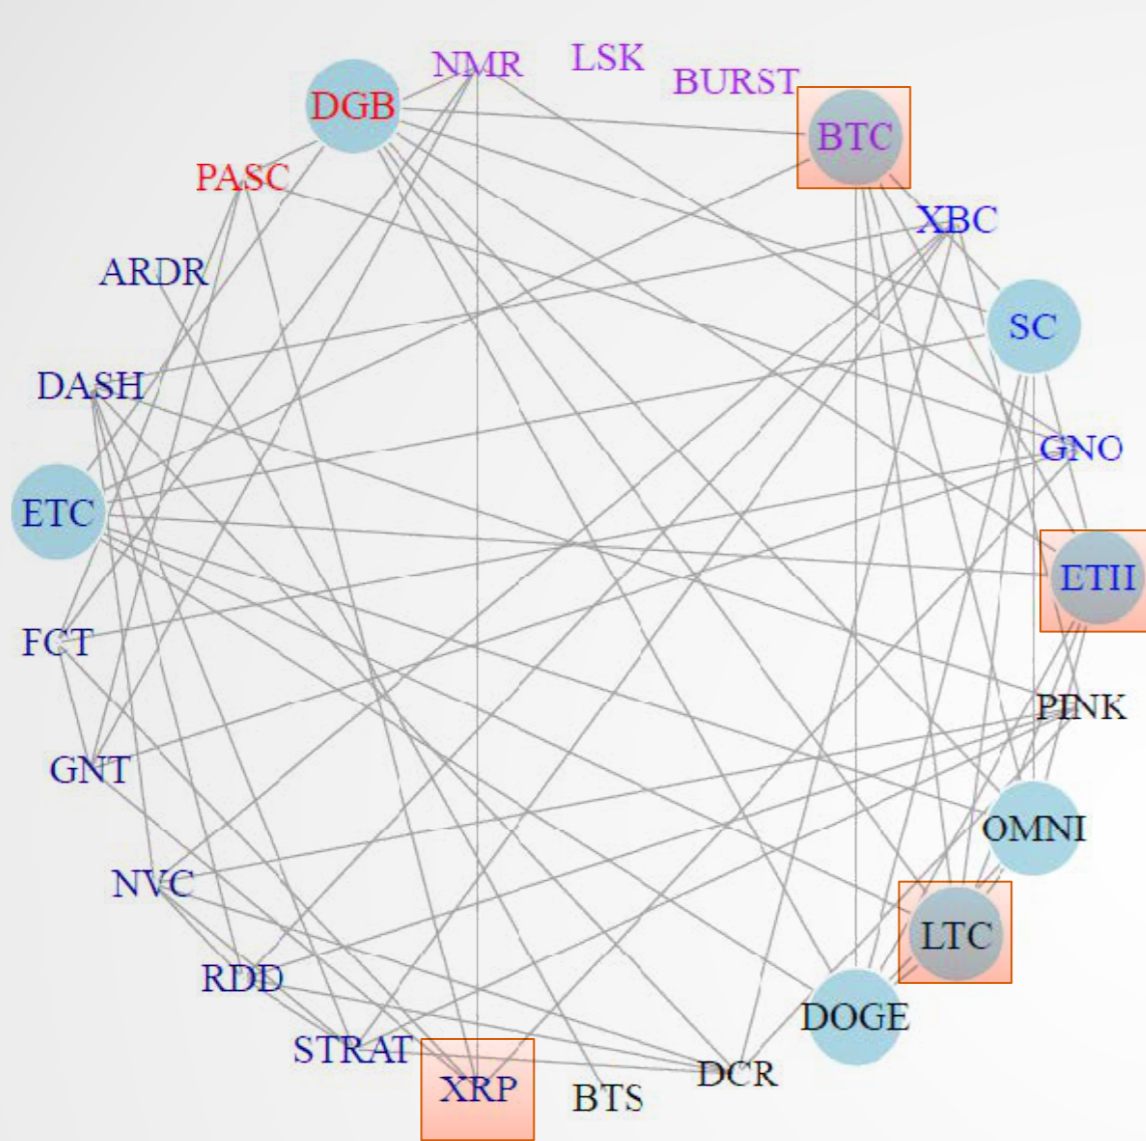 NMR
LSK
BURST
DGB
BTC
PASC
XBC
ARDR
SC
DASH
GNO
ETC
ETII
FCT
PINK
GNT
OMNI
NVC
LTC
RDD
DOGE
STRAT
XRP
BTS
DCR